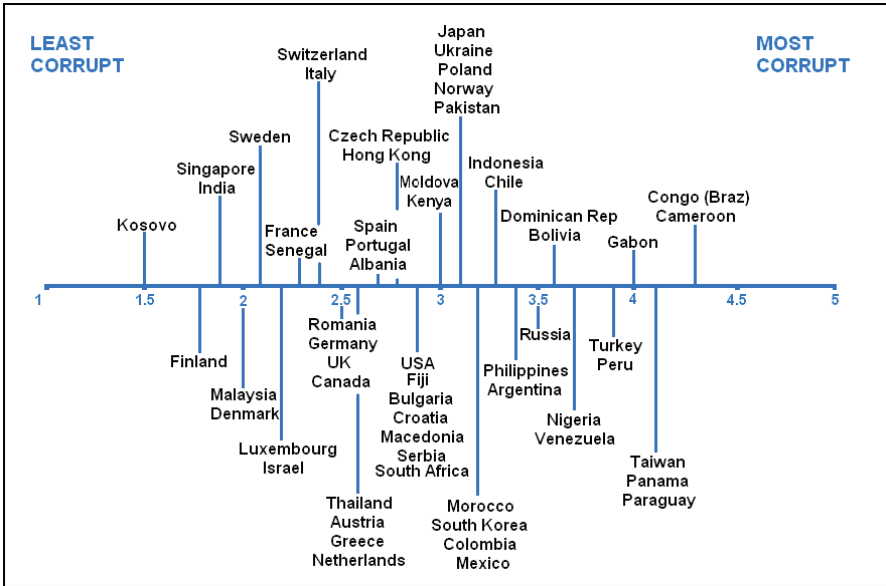 LEAST
CORRUPT
MOST
CORRUPT
Kosovo
Singapore
India
Sweden
France
Senegal
Switzerland
Italy
Spain
Portugal
Albania
Czech Republic
Hong Kong
Moldova
Kenya
Japan
Ukraine
Poland
Norway
Pakistan
Indonesia
Chile
Dominican Rep
Bolivia
Gabon
Congo (Braz)
Cameroon
1 1.5 2 2.5 3 3.5 4 4.5 5
Finland
Malaysia
Denmark
Luxembourg
Israel
Romania
Germany
UK
Canada
Thailand
Austria
Greece
Netherlands
USA
Fiji
Bulgaria
Croatia
Macedonia
Serbia
South Africa
Morocco
South Korea
Colombia
Mexico
Philippines
Argentina
Russia
Nigeria
Venezuela
Turkey
Peru
Taiwan
Panama
Paraguay